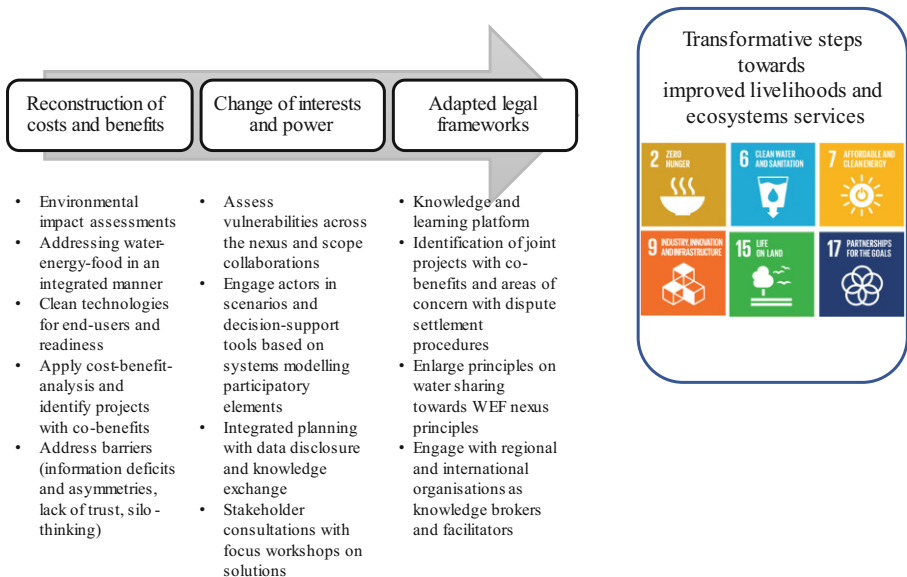 Reconstruction of
costs and benefits
Change of interests
and power
Adapted legal
frameworks
• Environmental
impact assessments
• Addressing water-
energy-food in an
integrated manner
• Clean technologies
for end-users and
readiness
• Apply cost-benefit-
analysis and
identify projects
with co-benefits
• Address barriers
(information deficits
and asymmetries,
lack of trust, silo -
thinking)
• Assess
vulnerabilities across
the nexus and scope
collaborations
• Engage actors in
scenarios and
decision-support
tools based on
systems modelling
participatory
elements
• Integrated planning
with data disclosure
and knowledge
exchange
• Stakeholder
consultations with
focus workshops on
solutions
• Knowledge and
learning platform
• Identification of joint
projects with co-
benefits and areas of
concern with dispute
settlement
procedures
• Enlarge principles on
water sharing
towards WEF nexus
principles
• Engage with regional
and international
organisations as
knowledge brokers
and facilitators
Transformative steps
towards
improved livelihoods and
ecosystems services
2 ZERO
HUNGER
6 CLEAN WATER
AND SANITATION
7 AFFORDABLE AND
CLEAN ENERGY
9 INDUSTRY, INNOVATION
AND INFRASTRUCTURE
15 LIFE
ON LAND
17 PARTNERSHIPS
FOR THE GOALS